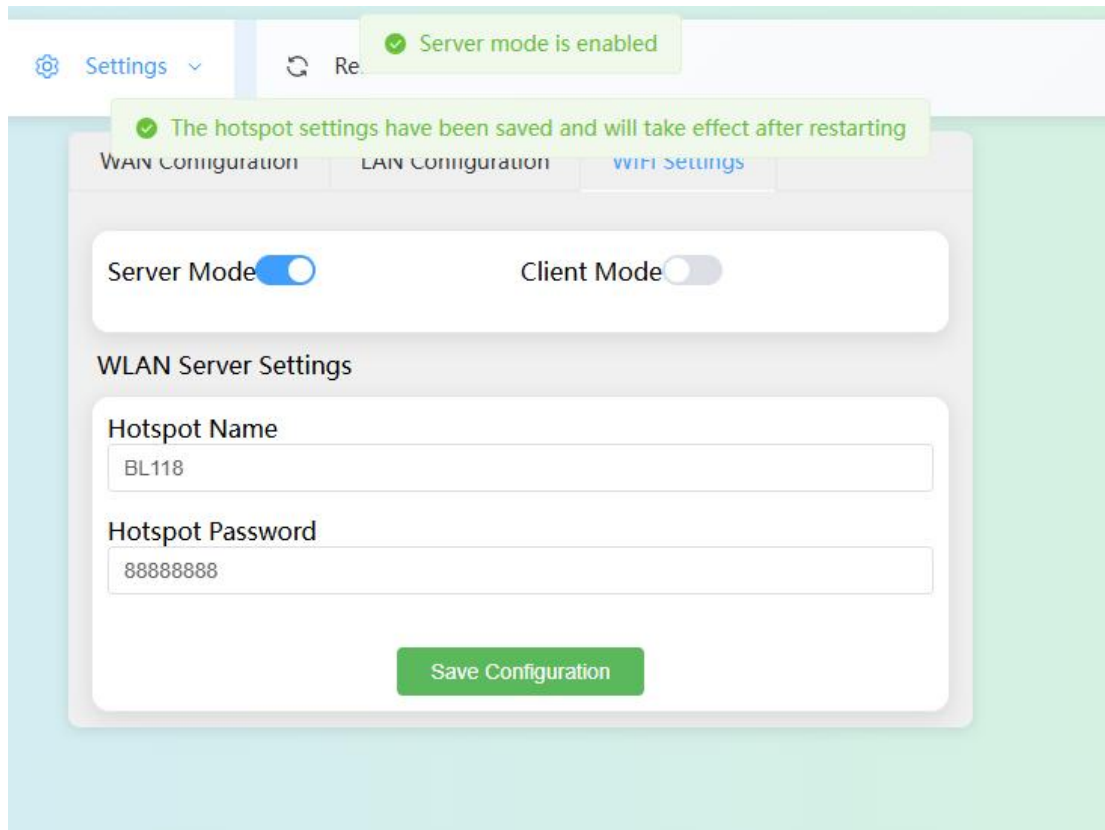 Server mode is enabled
Settings Re
The hotspot settings have been saved and will take effect after restarting
WAN Configuration LAN Configuration WIFI Settings
Server Mode Client Mode
WLAN Server Settings
Hotspot Name
BL118
Hotspot Password
88888888
Save Configuration